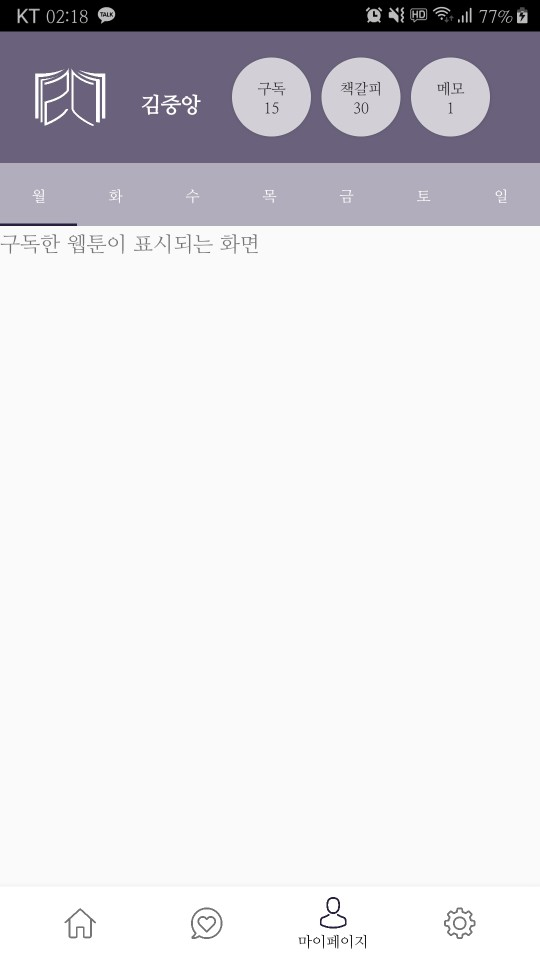 KT 02:18 TALK HD 77%
김중앙
구독
15
책갈피
30
메모
1
월 화 수 목 금 토 일
구독한 웹툰이 표시되는 화면
마이페이지